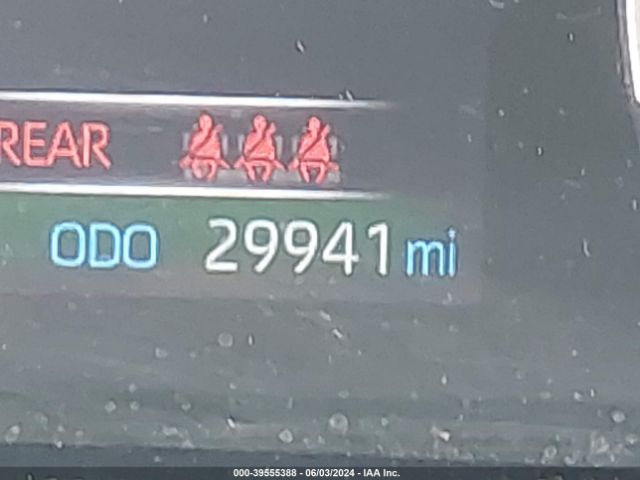 REAR
ODO 29941 mi
000-39555388 - 06/03/2024 - IAA Inc.